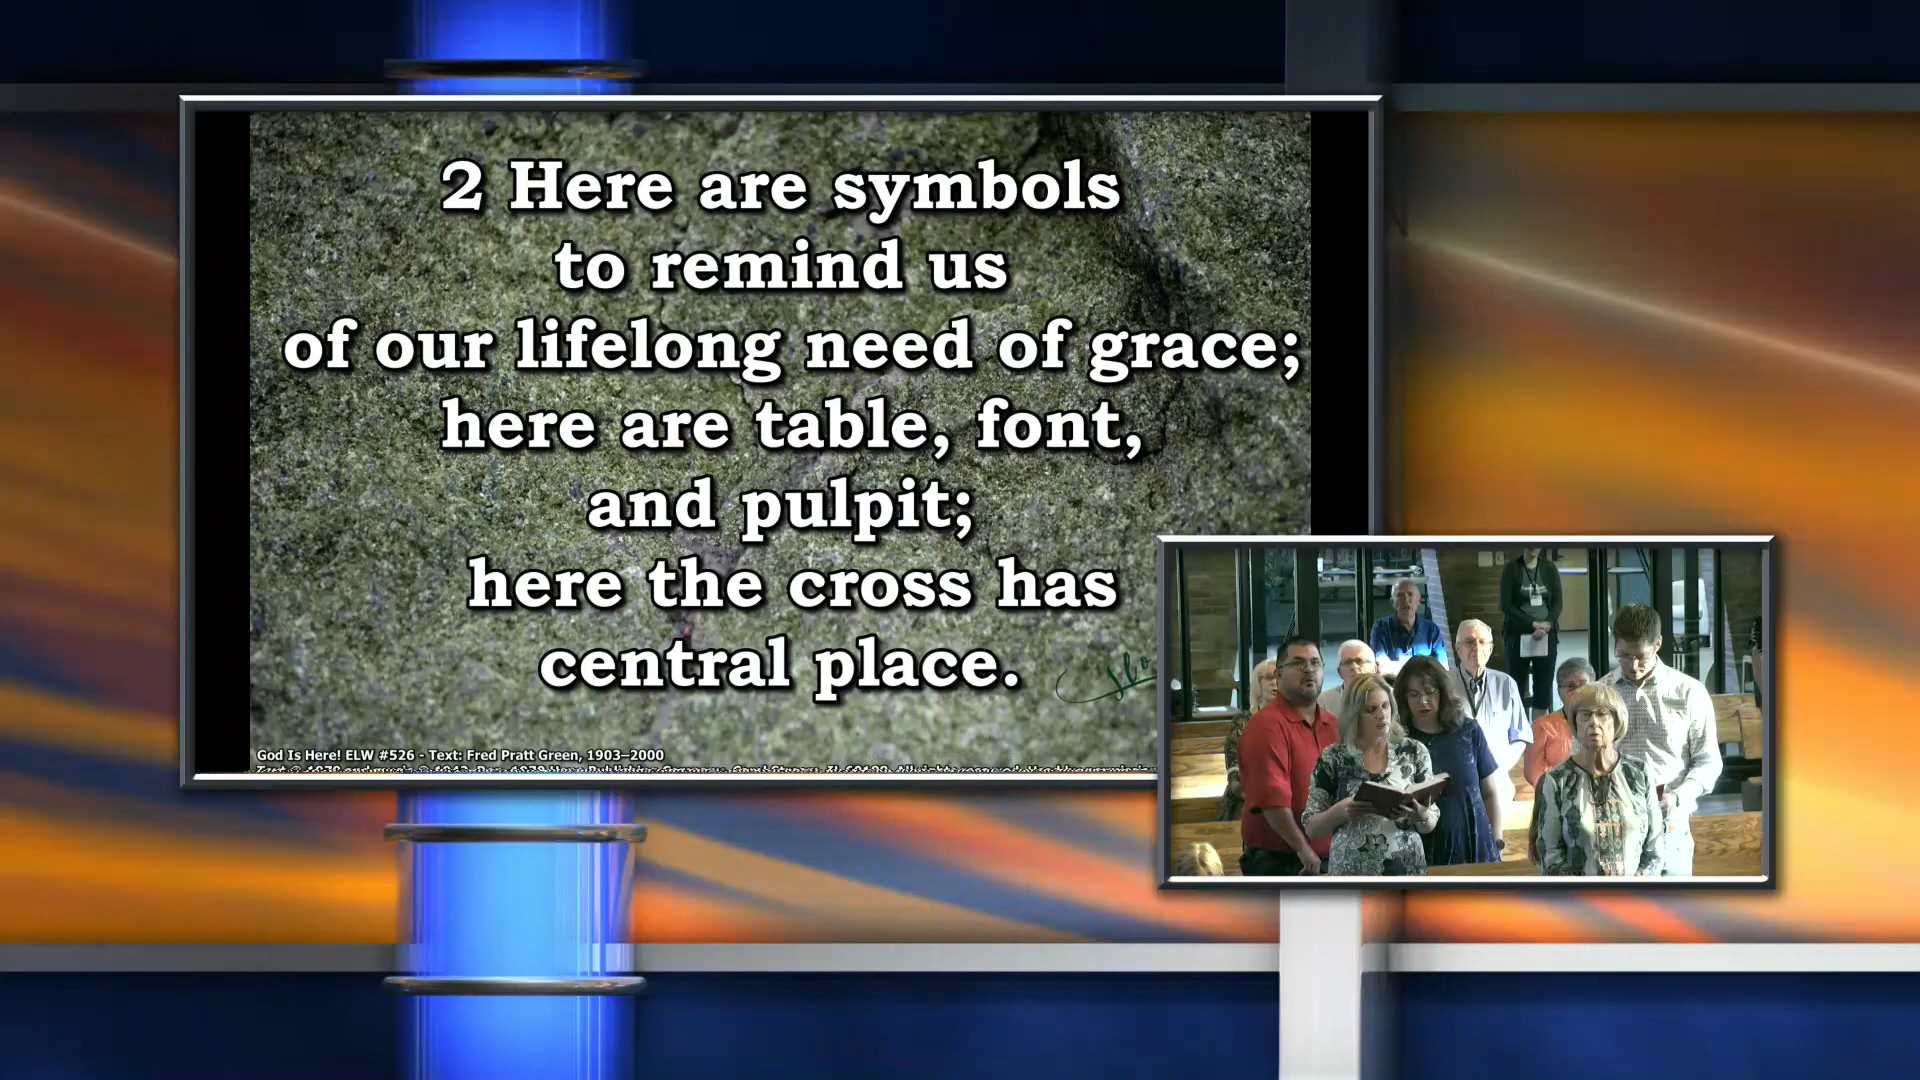 2 Here are symbols
to remind us
of our lifelong need of grace;
here are table, font,
and pulpit;
here the cross has
central place.
God Is Here! ELW #526 - Text: Fred Pratt Green, 1903–2000